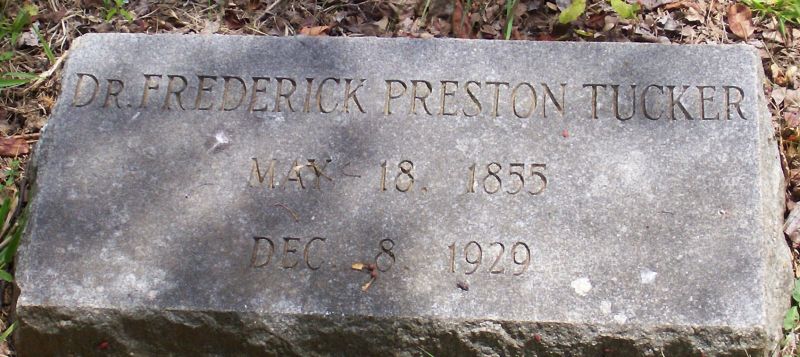 DR. FREDERICK PRESTON TUCKER
MAY 18. 1855
DEC. 8. 1929